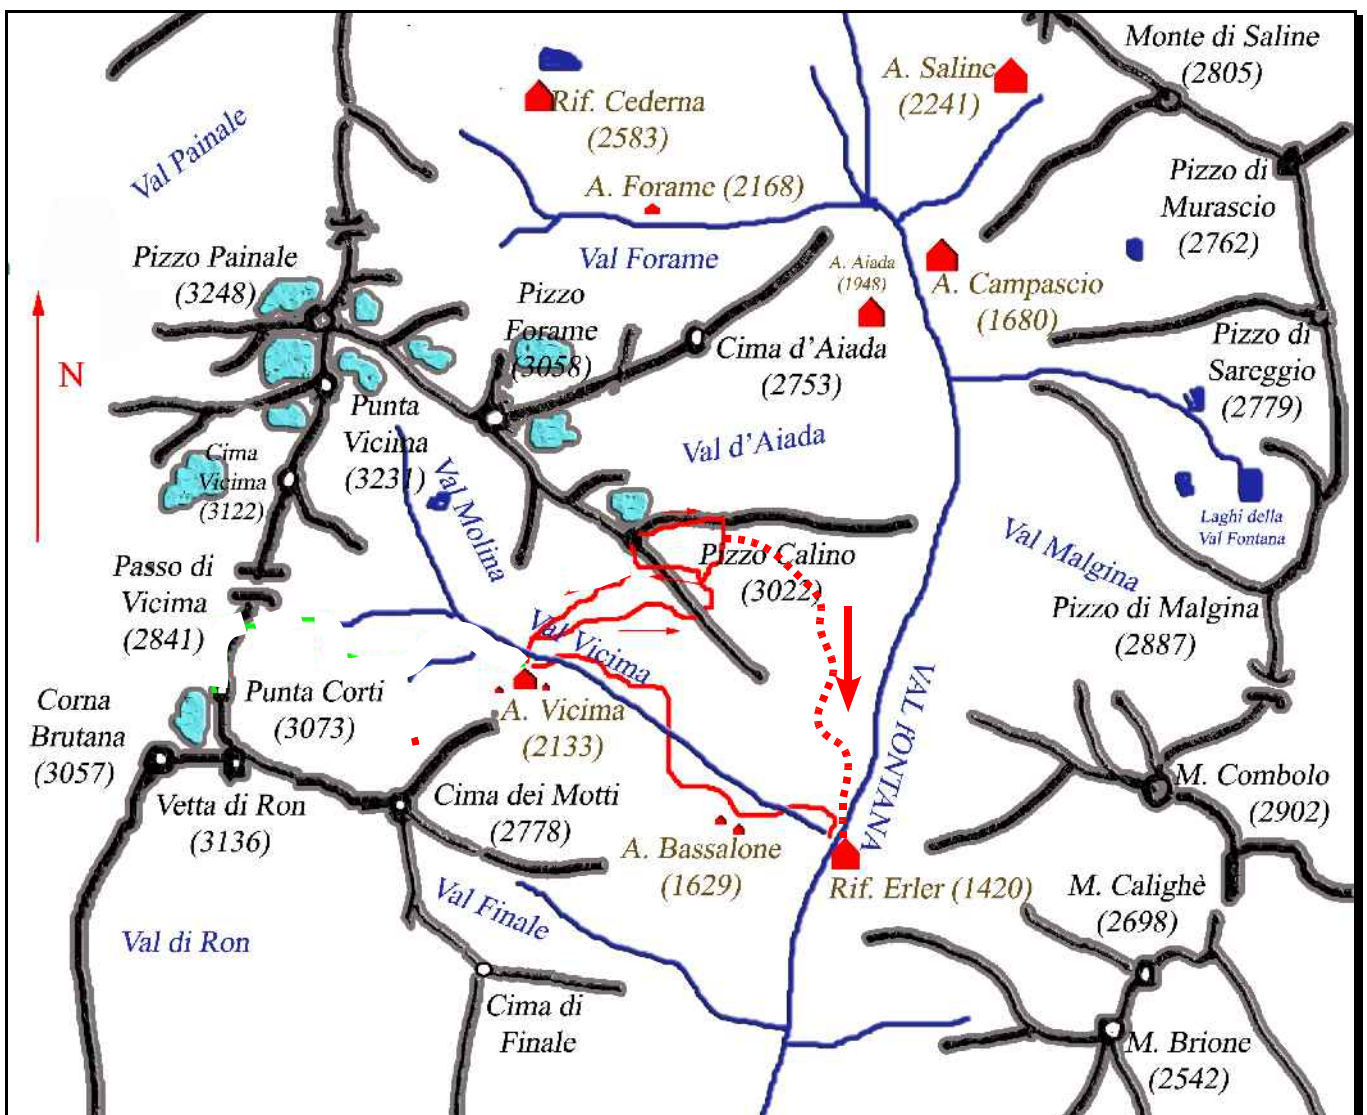 Monte di Saline
(2805)
A. Saline
(2241)
Rif. Cederna
(2583)
Val Painale
A. Forame (2168)
Pizzo di
Murascio
(2762)
Pizzo Painale
(3248)
Val Forame
A. Aiada
(1948)
A. Campascio
(1680)
Pizzo
Forame
(3058)
N
Cima d'Aiada
(2753)
Pizzo di
Sareggio
(2779)
Punta
Vicima
(3231)
Val d'Aiada
Cima
Vicima
(3122)
Val Molina
Laghi della
Val Fontana
Val Malgina
Passo di
Vicima
(2841)
Pizzo Calino
(3022)
Pizzo di Malgina
(2887)
Val Vicima
Punta Corti
(3073)
Corna
Brutana
(3057)
A. Vicima
(2133)
VAL fONTANA
Vetta di Ron
(3136)
Cima dei Motti
(2778)
M. Combolo
(2902)
A. Bassalone
(1629)
Rif. Erler (1420)
M. Calighè
(2698)
Val Finale
Val di Ron
Cima di
Finale
M. Brione
(2542)